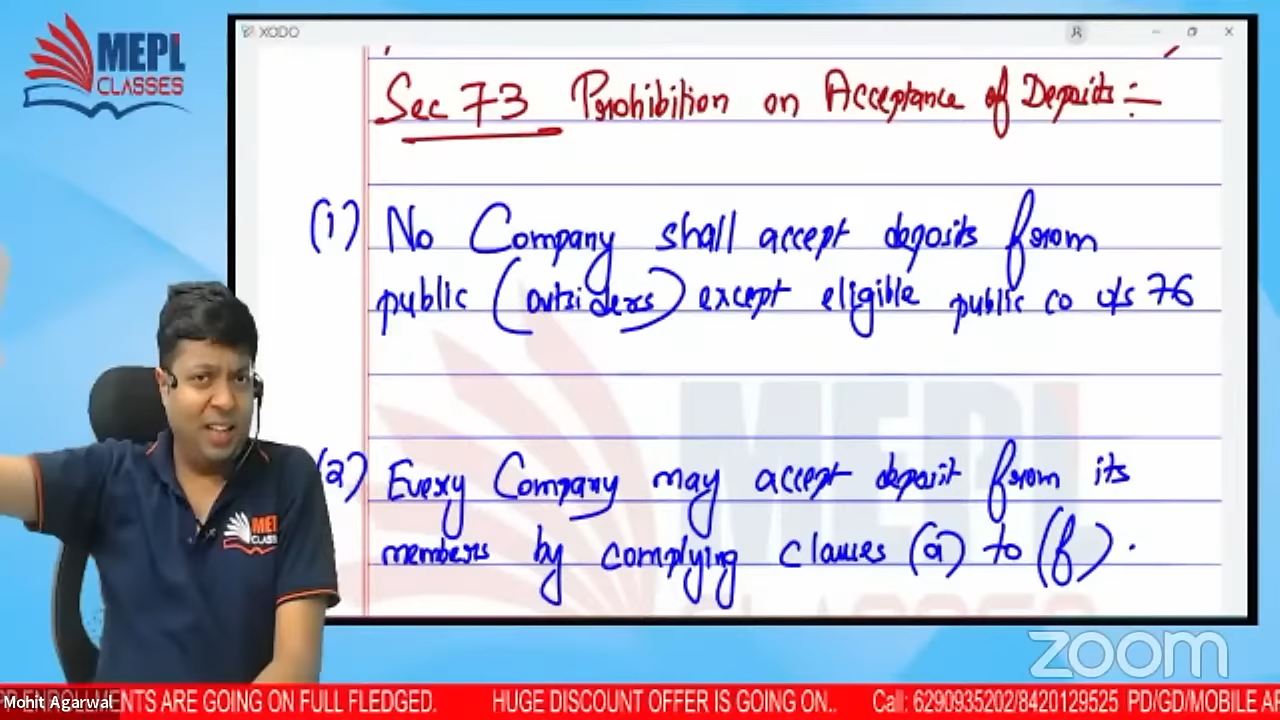 MEPL
CLASSES
XODO
Sec 73 Prohibition on Acceptance of Deposits :-
(1) No Company shall accept deposits from
public (outsiders) except eligible public co u/s 76
(2) Every Company may accept deposit from its
members by complying clauses (a) to (f).
MEPL
CLASSES
zoom
Mohit Agarwal
ENROLLMENTS ARE GOING ON FULL FLEDGED. HUGE DISCOUNT OFFER IS GOING ON.. Call: 6290935202/8420129525 PD/GD/MOBILE